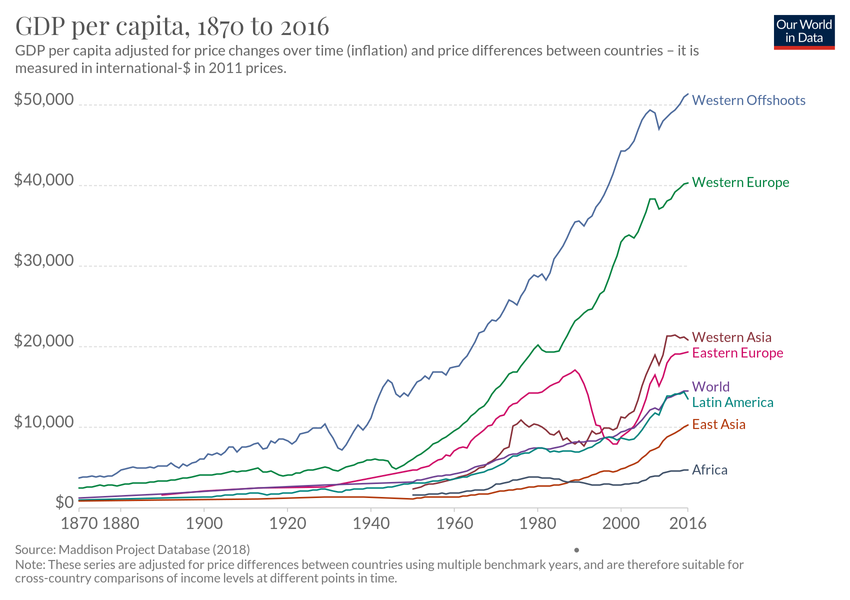 GDP per capita, 1870 to 2016
Our World
in Data
GDP per capita adjusted for price changes over time (inflation) and price differences between countries – it is
measured in international-$ in 2011 prices.
$50,000
Western Offshoots
$40,000
Western Europe
$30,000
$20,000
Western Asia
Eastern Europe
World
Latin America
$10,000
East Asia
Africa
$0
1870 1880 1900 1920 1940 1960 1980 2000 2016
Source: Maddison Project Database (2018)
Note: These series are adjusted for price differences between countries using multiple benchmark years, and are therefore suitable for
cross-country comparisons of income levels at different points in time.